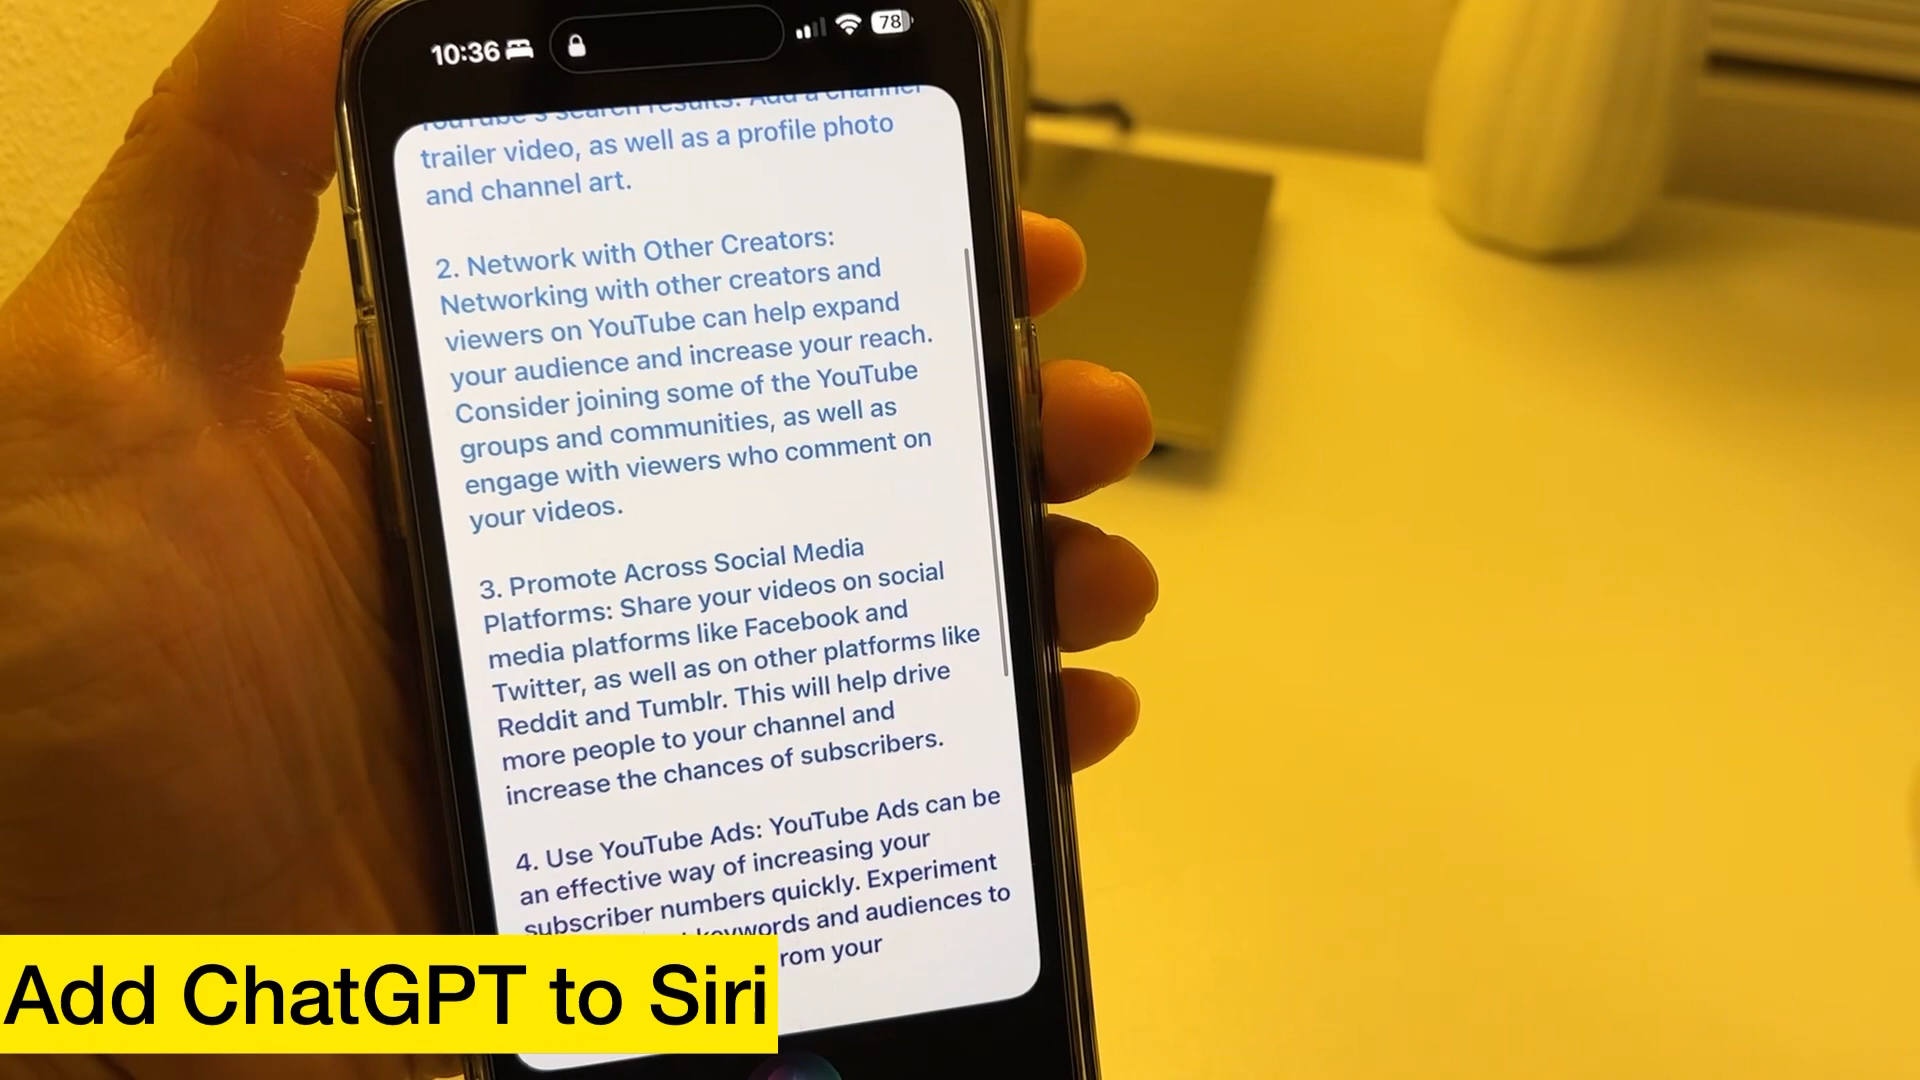 10:36
78
YouTube's search results. Add a channel
trailer video, as well as a profile photo
and channel art.
2. Network with Other Creators:
Networking with other creators and
viewers on YouTube can help expand
your audience and increase your reach.
Consider joining some of the YouTube
groups and communities, as well as
engage with viewers who comment on
your videos.
3. Promote Across Social Media
Platforms: Share your videos on social
media platforms like Facebook and
Twitter, as well as on other platforms like
Reddit and Tumblr. This will help drive
more people to your channel and
increase the chances of subscribers.
4. Use YouTube Ads: YouTube Ads can be
an effective way of increasing your
subscriber numbers quickly. Experiment
keywords and audiences to
rom your
Add ChatGPT to Siri